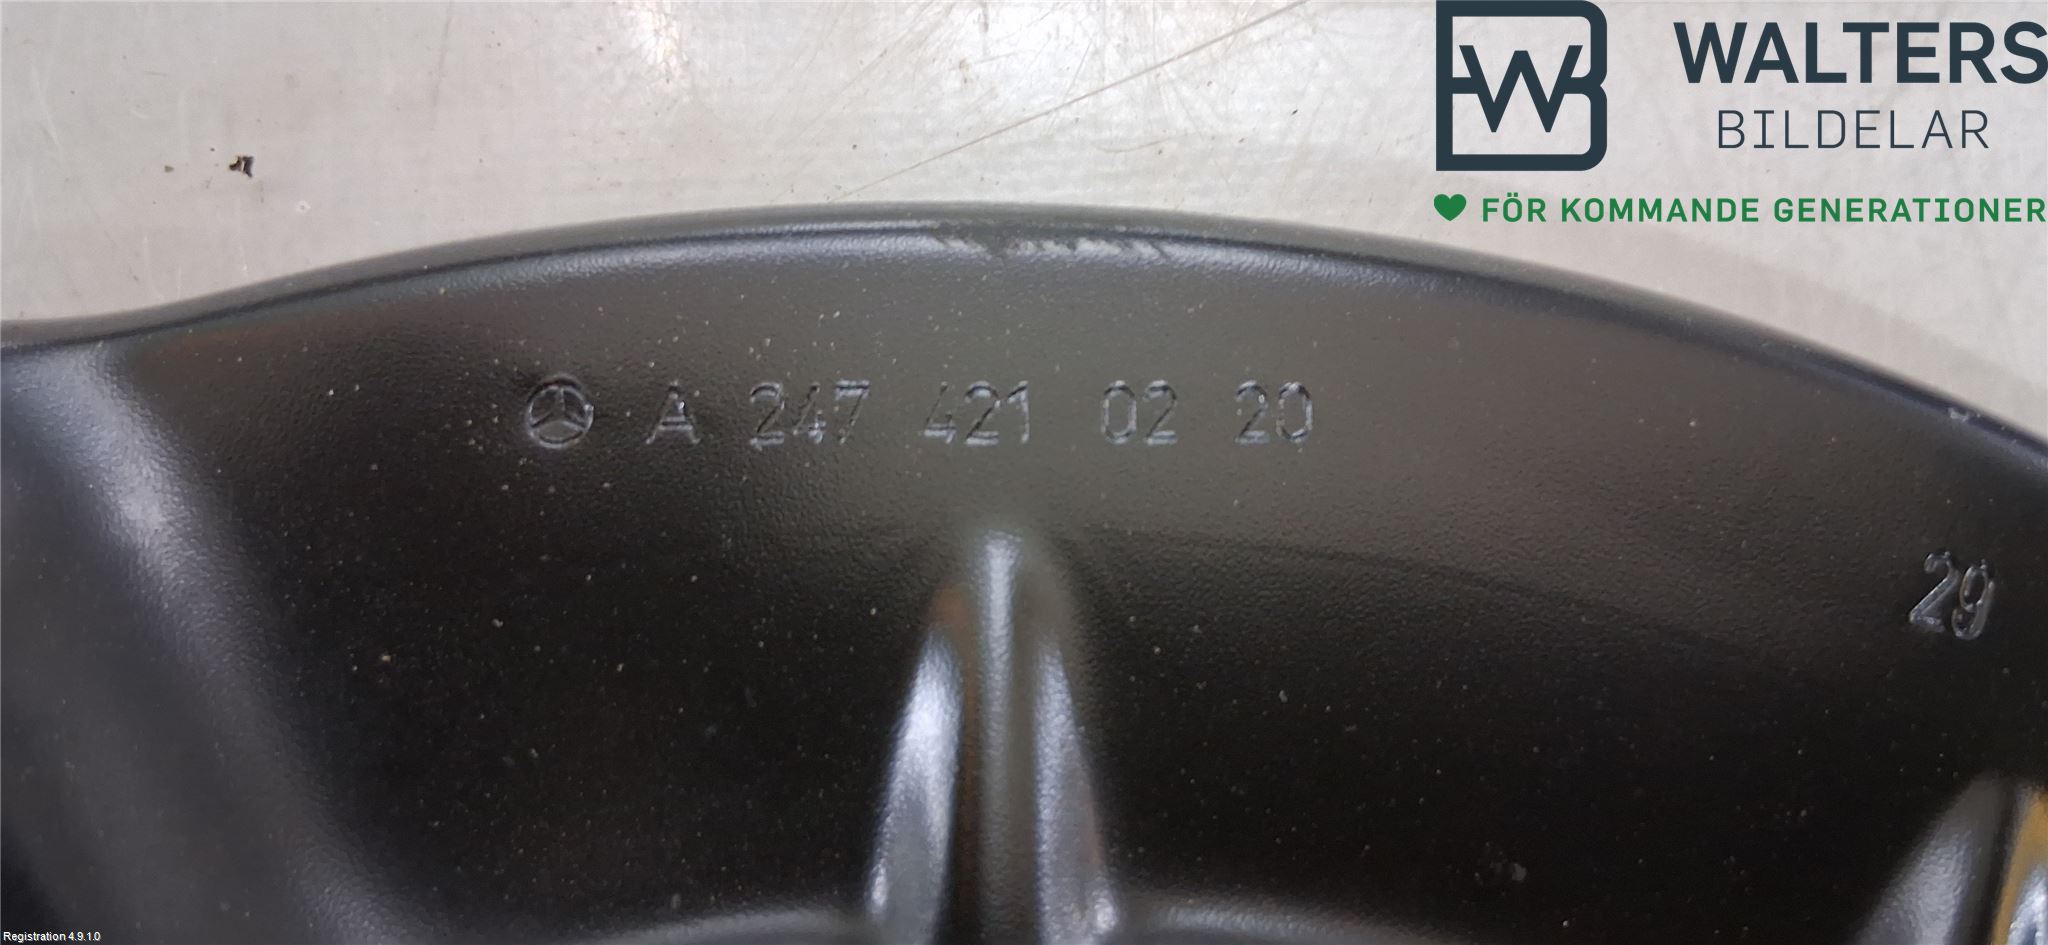 WALTERS
BILDELAR
FÖR KOMMANDE GENERATIONER
A 247 421 02 20
29
Registration 4.9.1.0